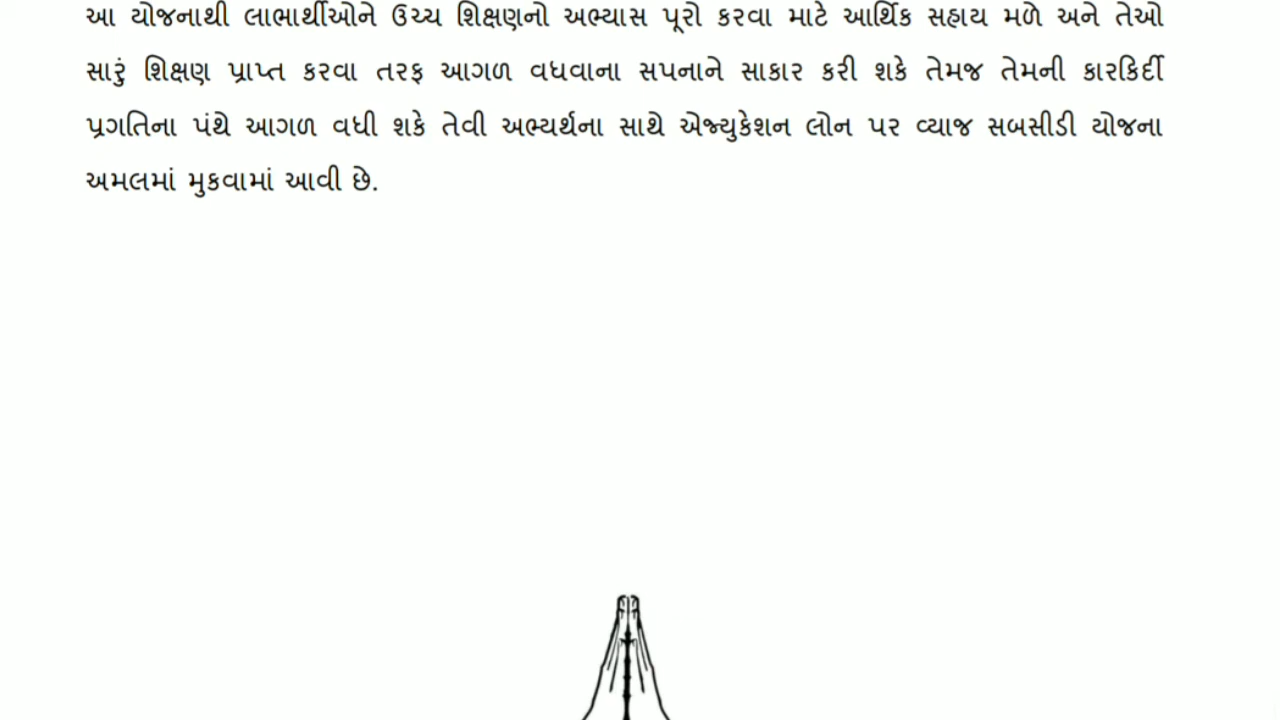 આ યોજનાથી લાભાર્થીઓને ઉચ્ચ શિક્ષણનો અભ્યાસ પૂરો કરવા માટે આર્થિક સહાય મળે અને તેઓ
સારું શિક્ષણ પ્રાપ્ત કરવા તરફ આગળ વધવાના સપનાને સાકાર કરી શકે તેમજ તેમની કારકિર્દી
પ્રગતિના પંથે આગળ વધી શકે તેવી અભ્યર્થના સાથે એજ્યુકેશન લોન પર વ્યાજ સબસીડી યોજના
અમલમાં મુકવામાં આવી છે.